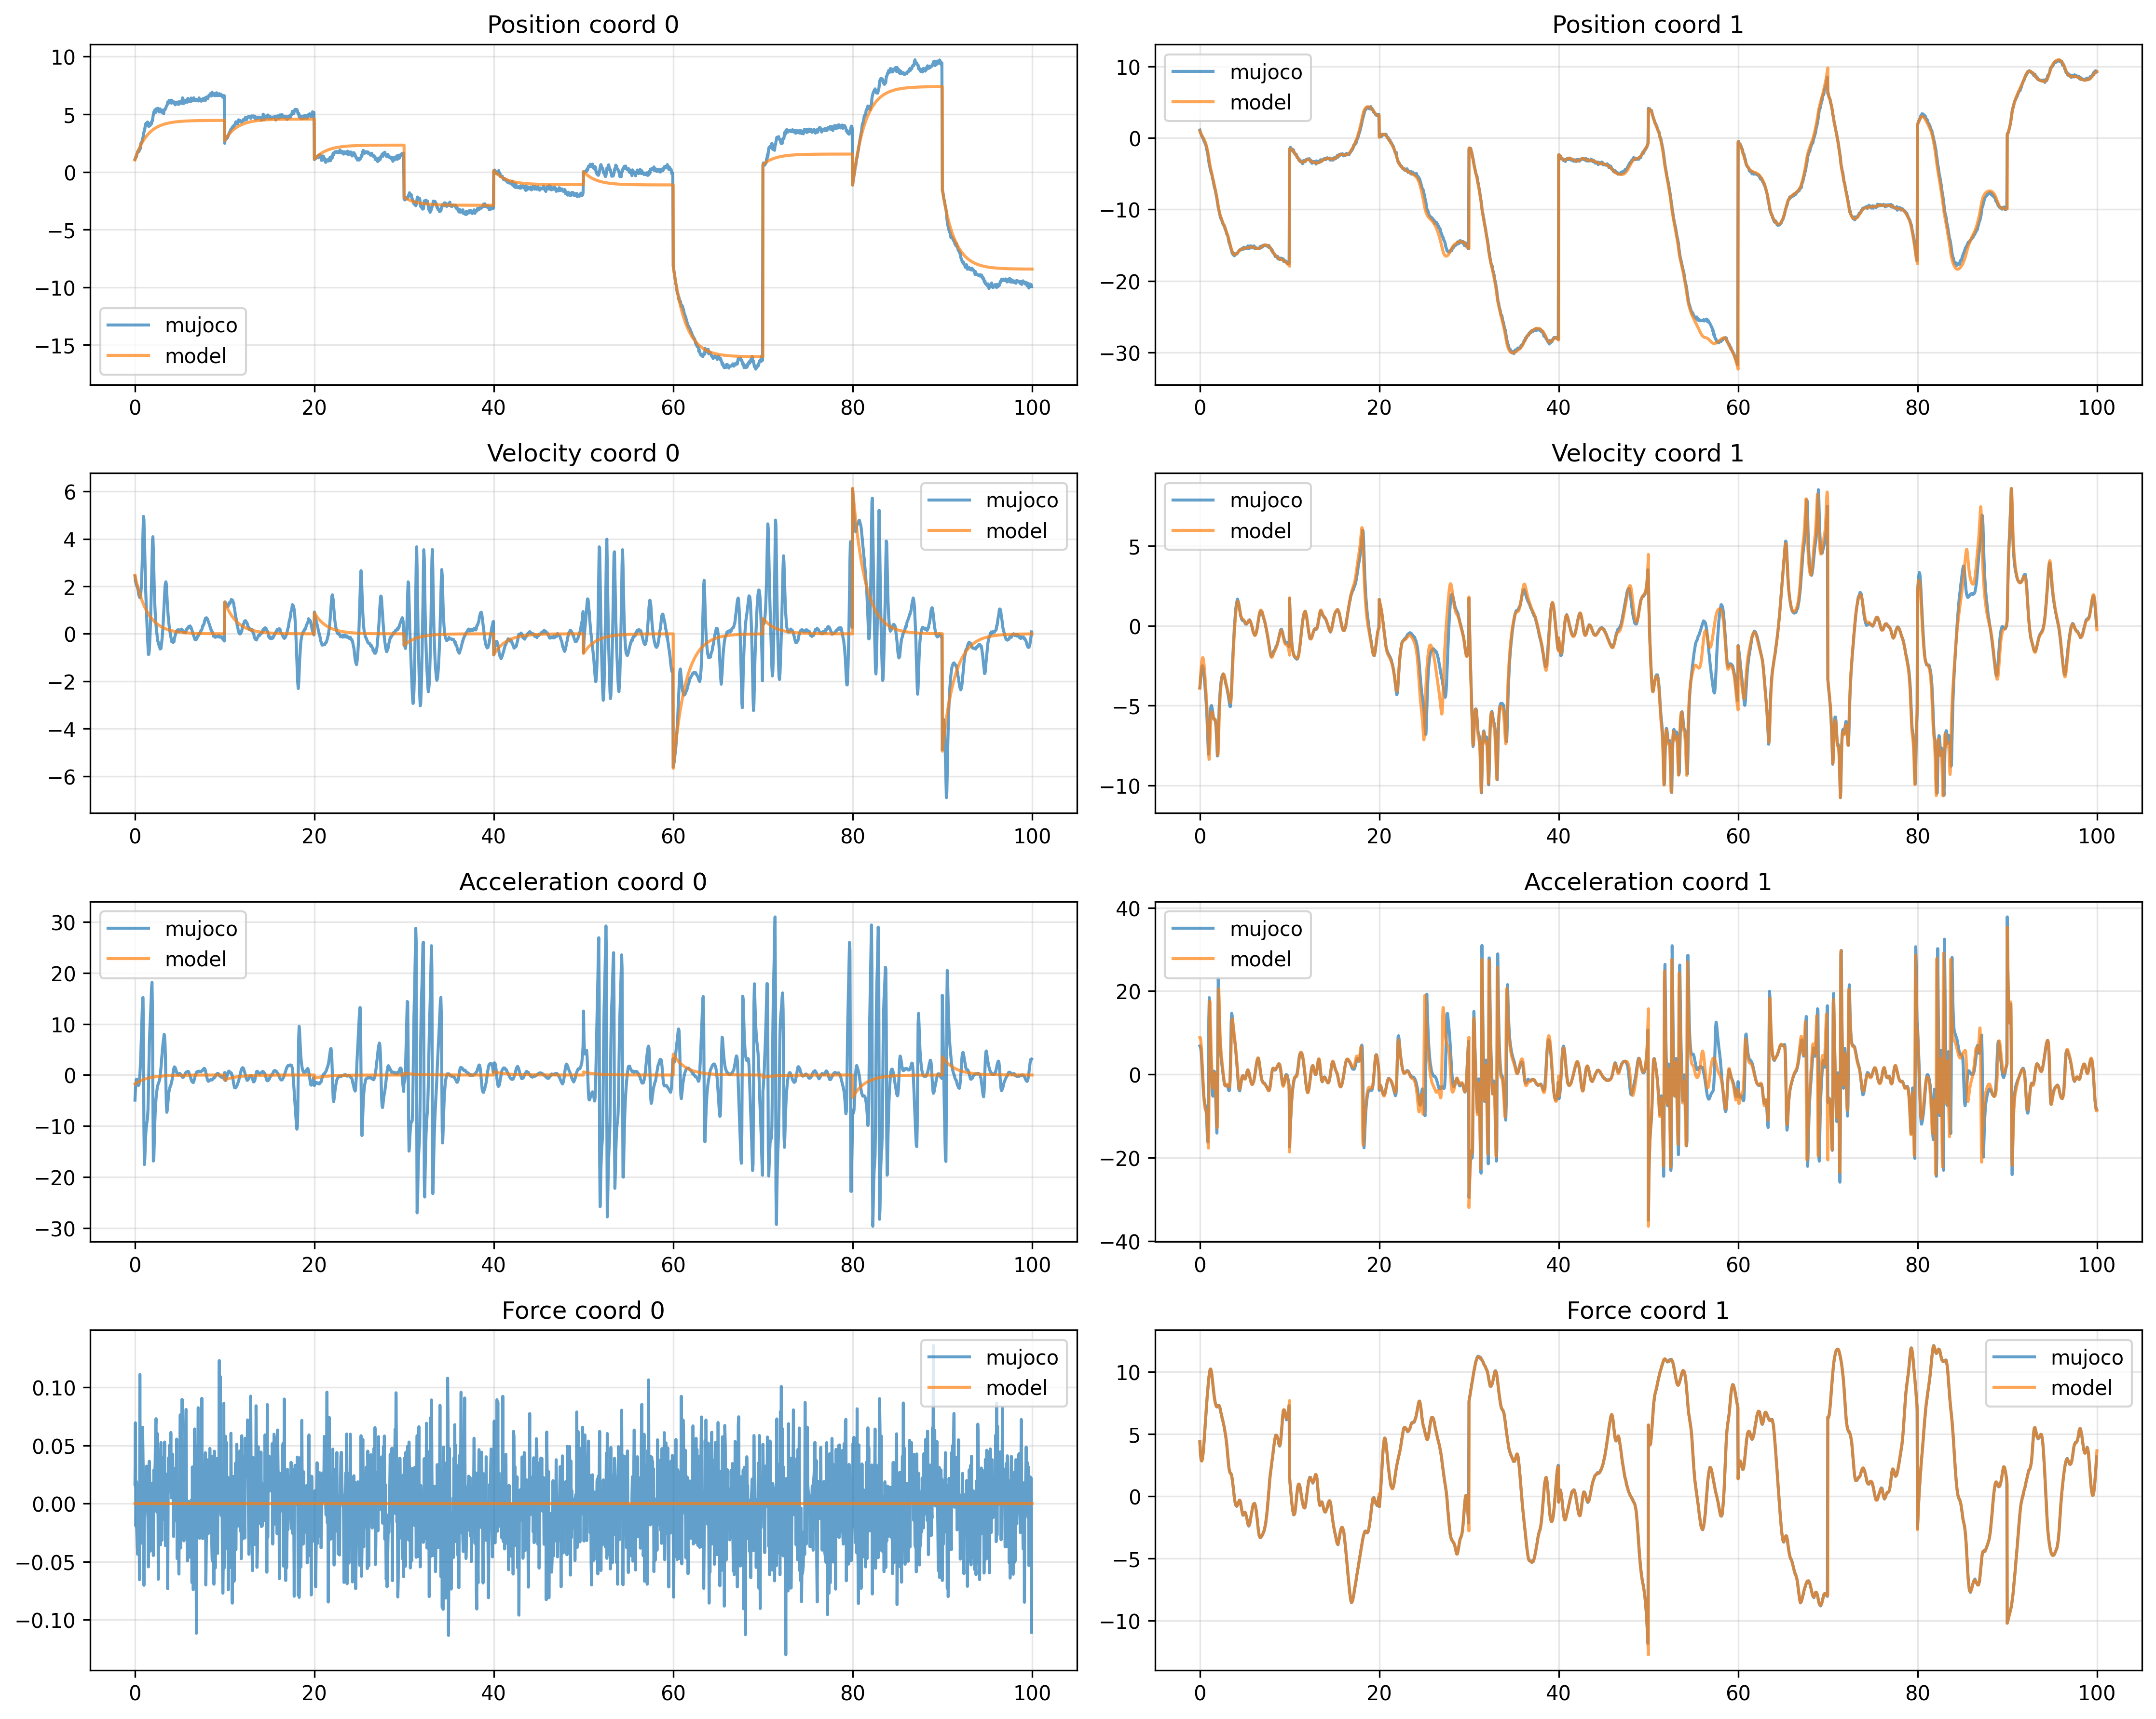 Position coord 0
10
5
0
−5
−10
−15
mujoco
model
0 20 40 60 80 100
Position coord 1
10
0
−10
−20
−30
mujoco
model
0 20 40 60 80 100
Velocity coord 0
6
4
2
0
−2
−4
−6
mujoco
model
0 20 40 60 80 100
Velocity coord 1
5
0
−5
−10
mujoco
model
0 20 40 60 80 100
Acceleration coord 0
30
20
10
0
−10
−20
−30
mujoco
model
0 20 40 60 80 100
Acceleration coord 1
40
20
0
−20
−40
mujoco
model
0 20 40 60 80 100
Force coord 0
0.10
0.05
0.00
−0.05
−0.10
mujoco
model
0 20 40 60 80 100
Force coord 1
10
5
0
−5
−10
mujoco
model
0 20 40 60 80 100